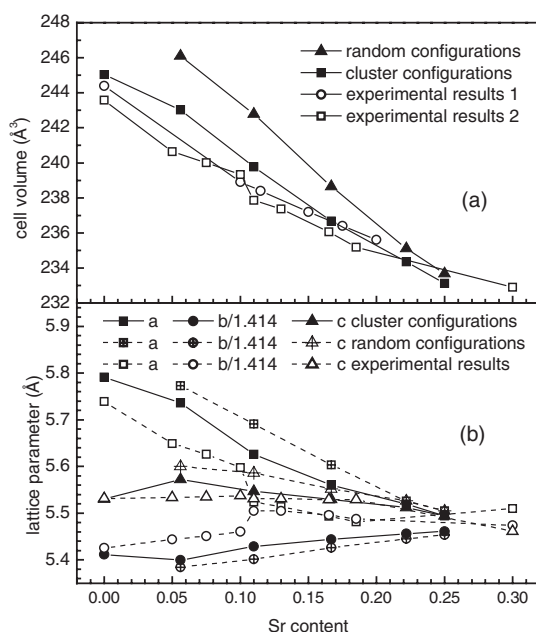 (a)
random configurations
cluster configurations
experimental results 1
experimental results 2
cell volume (Å³)
248
246
244
242
240
238
236
234
232
(b)
a b/1.414 c cluster configurations
a b/1.414 c random configurations
a b/1.414 c experimental results
lattice parameter (Å)
5.9
5.8
5.7
5.6
5.5
5.4
0.00 0.05 0.10 0.15 0.20 0.25 0.30
Sr content